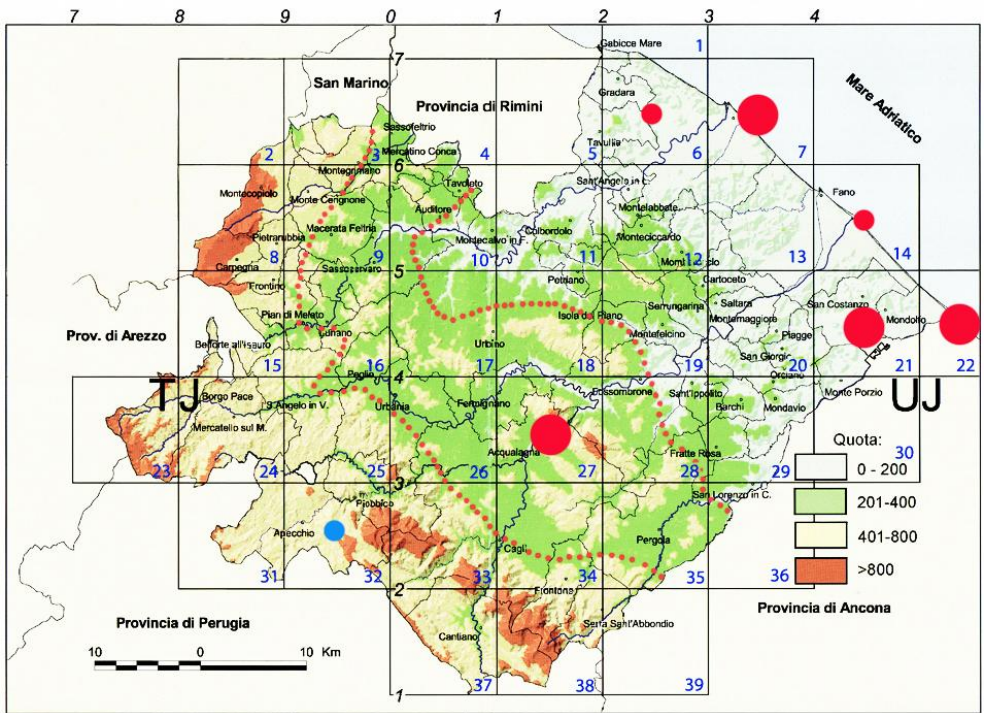 7 8 9 0 1 2 3 4
Gabicce Mare 1
7
San Marino
Gradara
Mare Adriatico
Provincia di Rimini
Sassofeltrio
Tavullia
Mercatino Conca
2 3 4 5 6 7
Montegrimano 6
Tavoleto
Sant'Angelo in L.
Montecopiolo
Fano
Monte Cerignone
Auditore
Montelabbate
Macerata Feltria
Colbordolo
Monteciccardo
Pietrarubbia
Montecalvo in F.
8 9 10 11 12 13 14
Carpegna
Sassocorvaro
5
Petriano
Cartoceto
Frontino
San Costanzo
Serrungarina
Saltara
Pian di Meleto
Isola del Piano
Montemaggiore
Mondolfo
Prov. di Arezzo
Lunano
Montefelcino
Piagge
Belforte all'Isauro
Urbino
San Giorgio
15 16 17 18 19 20 21 22
Peglio
4
Orciano
TJ
Borgo Pace
S.Angelo in V.
Urbania
Fermignano
Fossombrone
Sant'Ippolito
Monte Porzio
UJ
Barchi
Mondavio
Mercatello sul M.
Quota:
Acqualagna
Fratte Rosa
23 24 25 26 27 28 29 30
0 - 200
3
San Lorenzo in C.
Piobbico
201-400
Apecchio
401-800
Cagli
Pergola
>800
31 32 33 34 35 36
2
Frontone
Provincia di Ancona
Provincia di Perugia
Serra Sant'Abbondio
Cantiano
10 0 10 Km
37 38 39
1